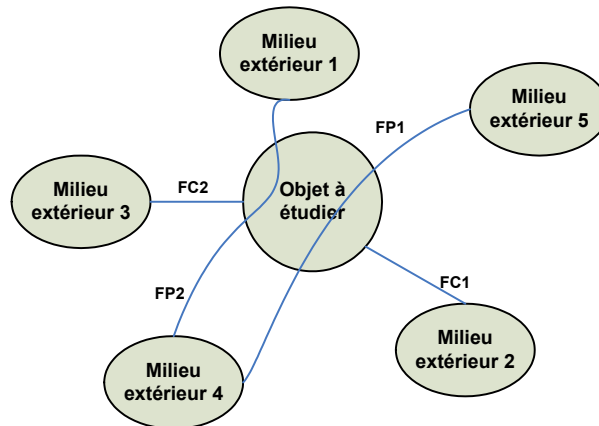 Milieu
extérieur 1
Milieu
extérieur 5
FP1
Objet à
étudier
FC2
Milieu
extérieur 3
FC1
FP2
Milieu
extérieur 2
Milieu
extérieur 4